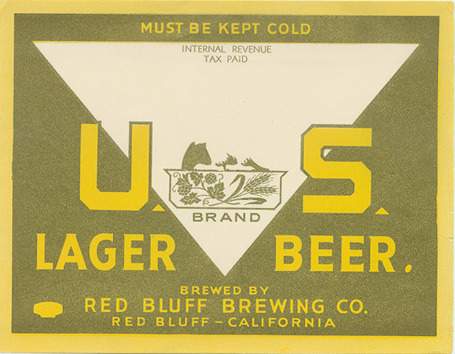 MUST BE KEPT COLD
INTERNAL REVENUE
TAX PAID
U. S.
BRAND
LAGER BEER.
BREWED BY
RED BLUFF BREWING CO.
RED BLUFF – CALIFORNIA